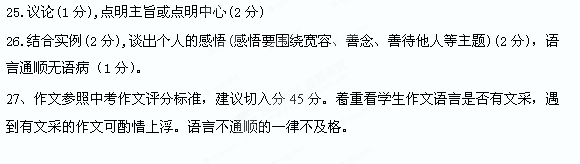 25.议论(1分),点明主旨或点明中心(2分)
26.结合实例(2分),谈出个人的感悟(感悟要围绕宽容、善念、善待他人等主题)(2分),语
言通顺无语病(1分)。
27、作文参照中考作文评分标准,建议切入分45分。着重看学生作文语言是否有文采,遇
到有文采的作文可酌情上浮。语言不通顺的一律不及格。